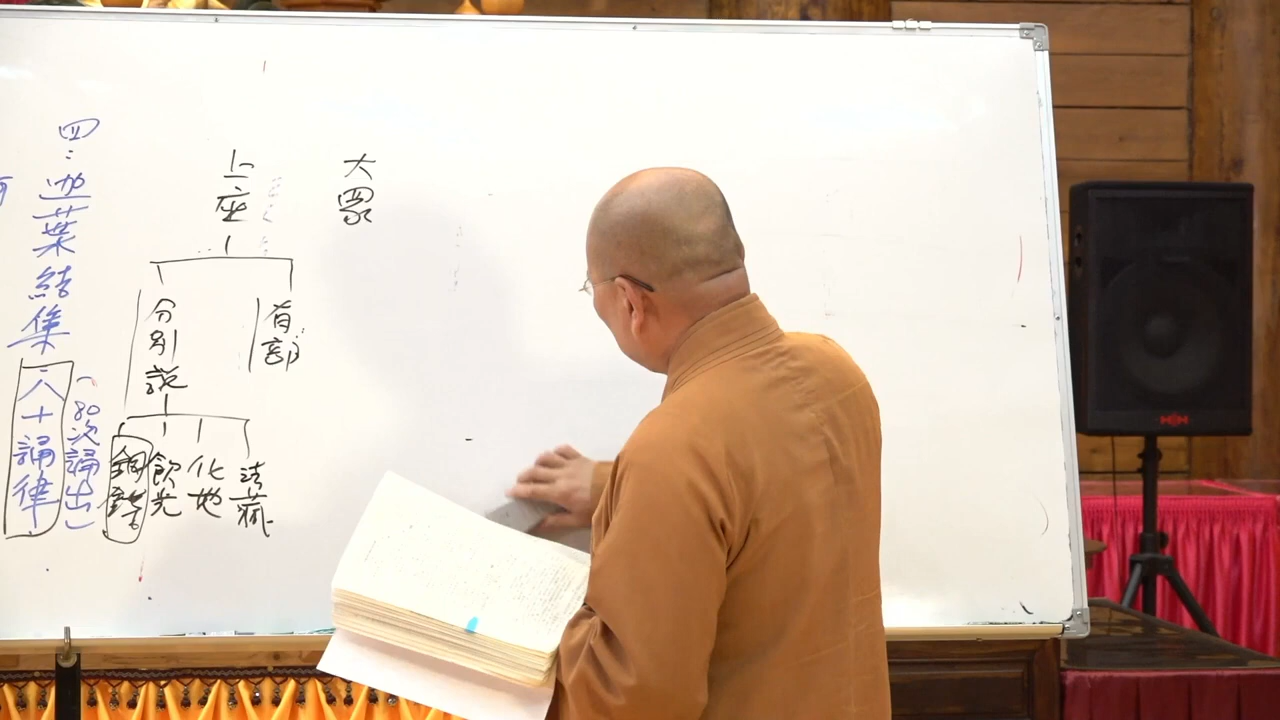 大眾
上座
有部
分別說
法藏
化地
飲光
銅鍱
四：迦葉結集
(80次誦出)
八十誦律